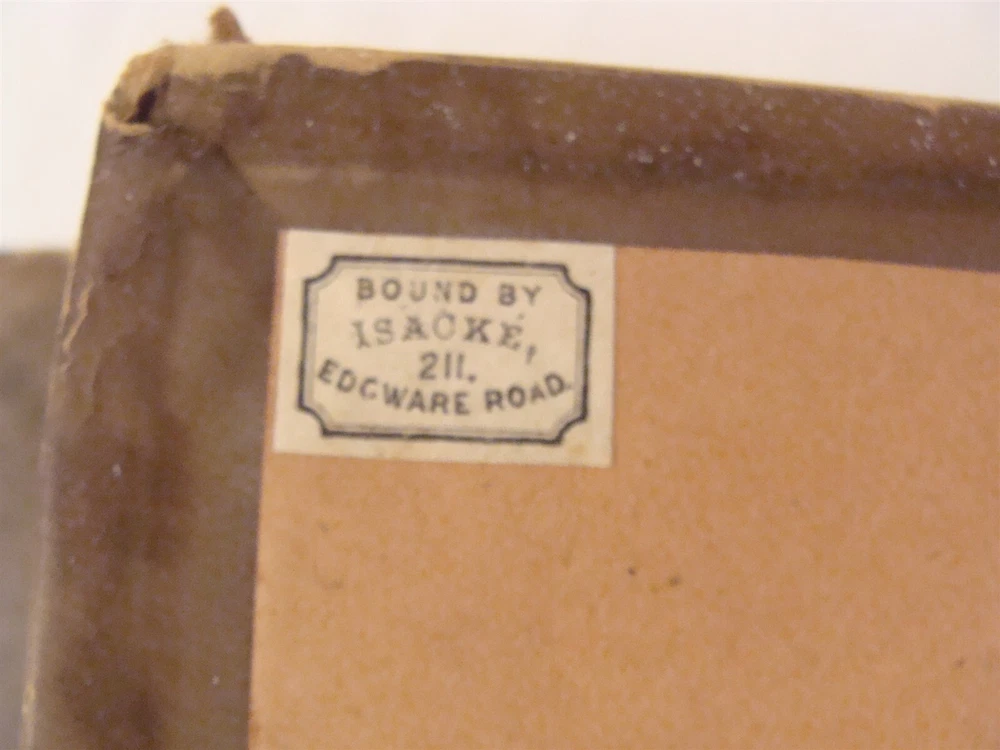 BOUND BY
ISACKE,
211.
EDGWARE ROAD.